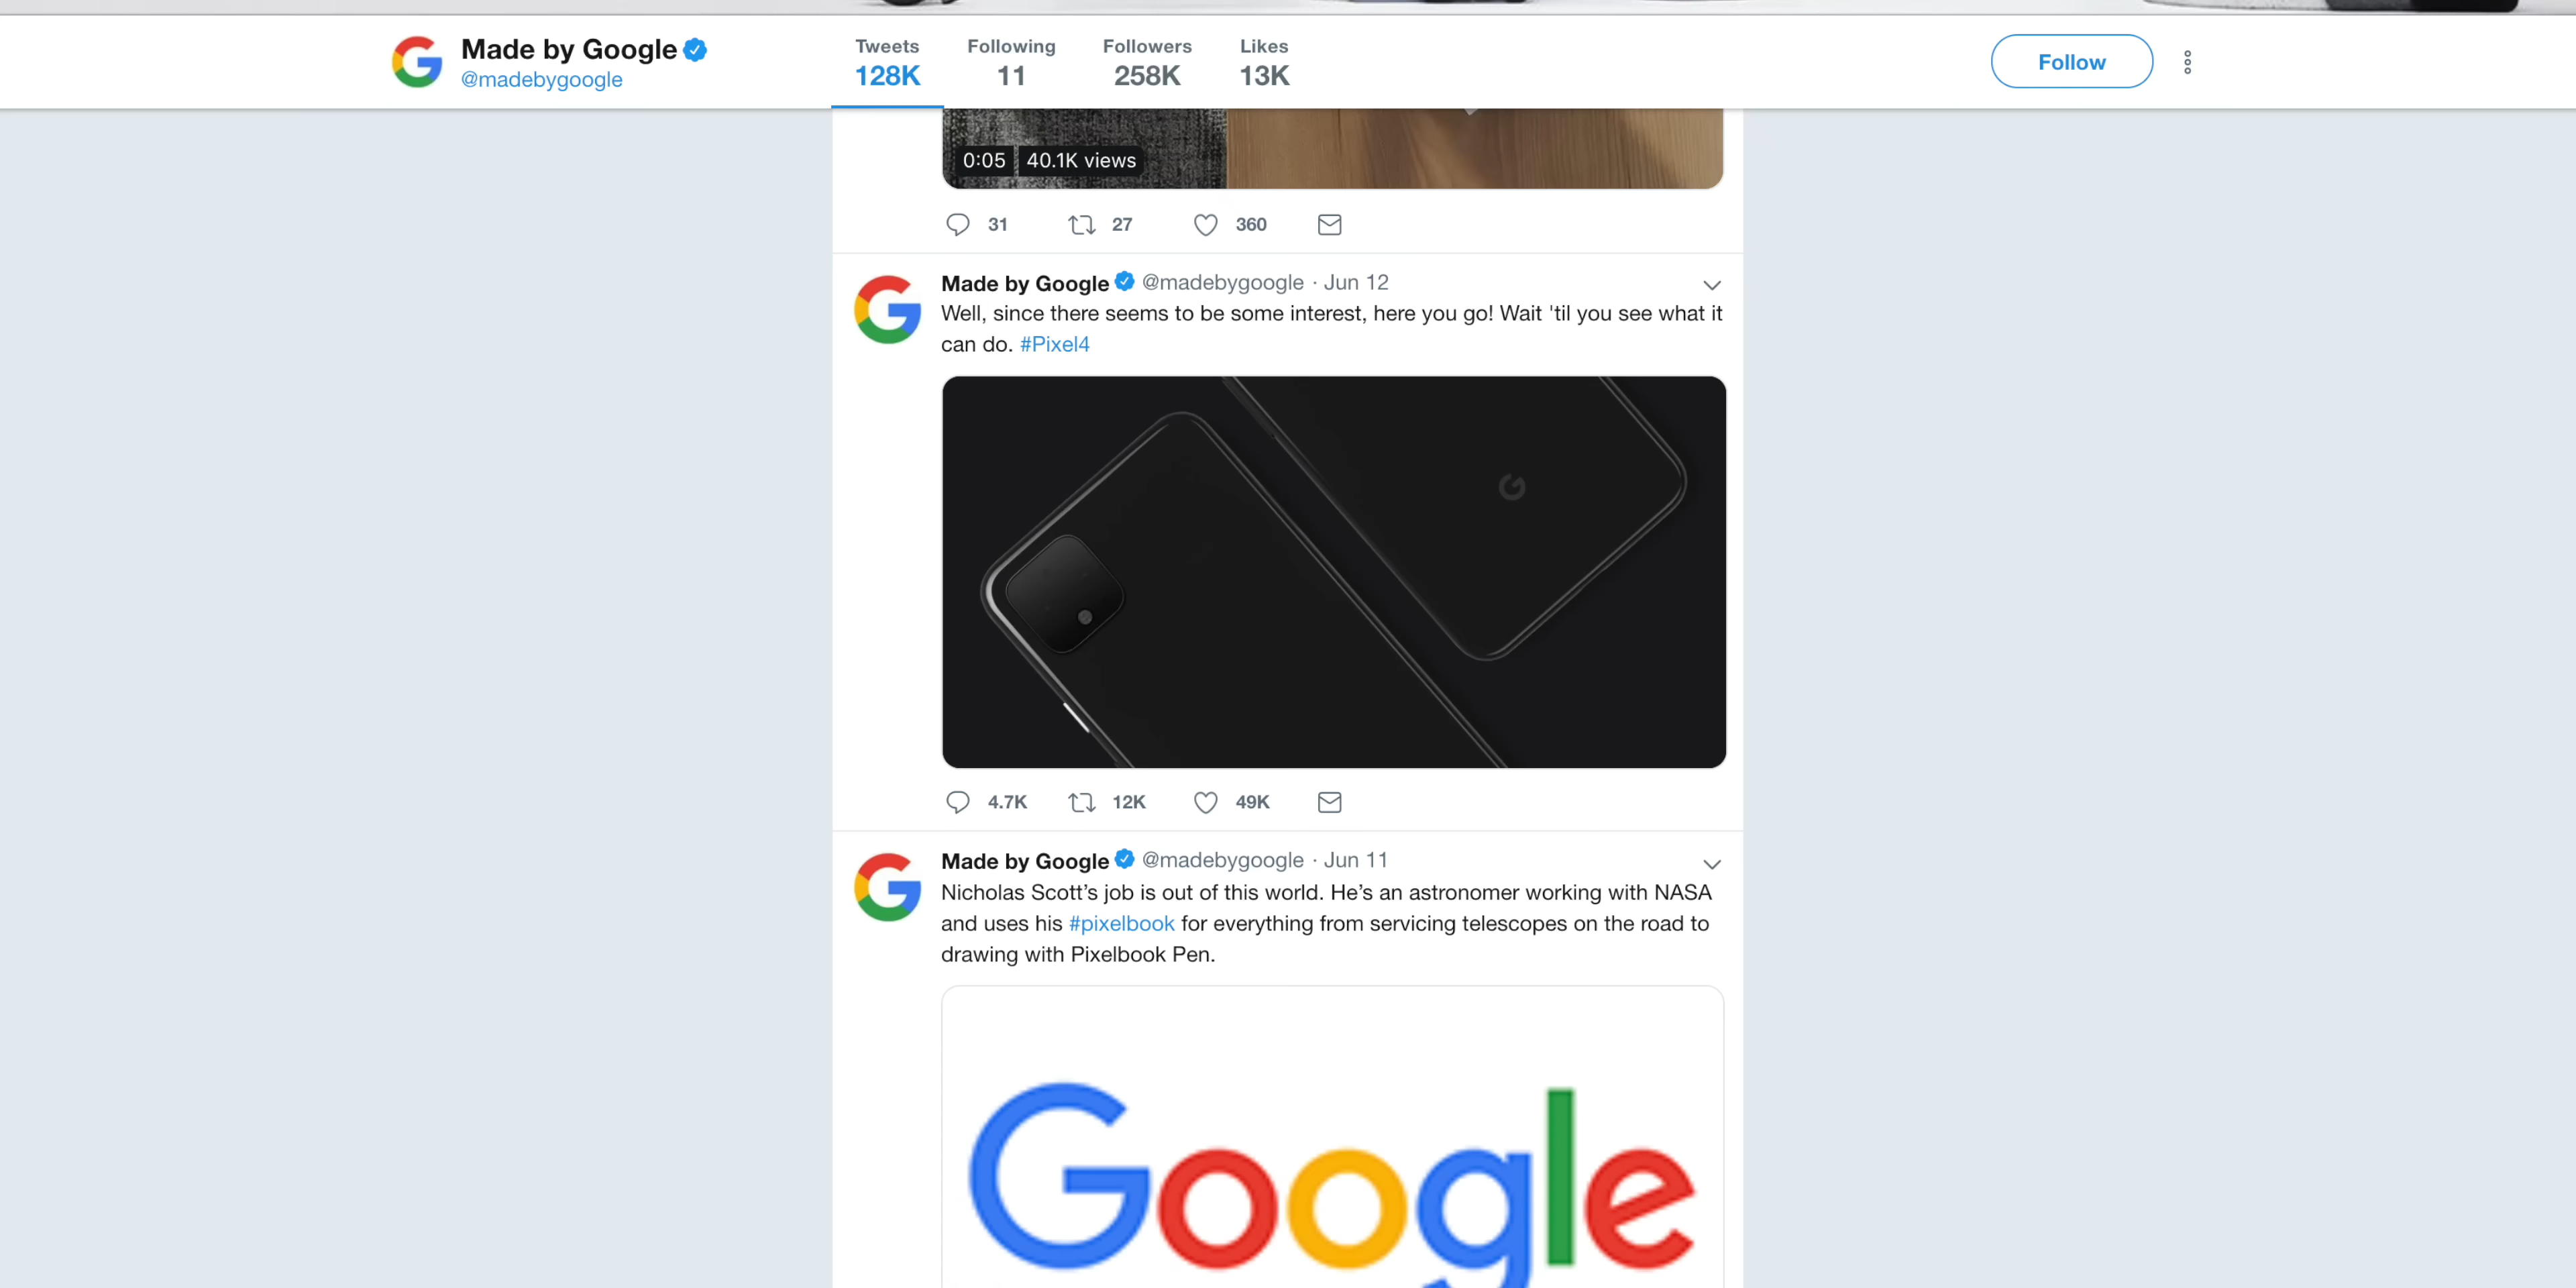 Made by Google
@madebygoogle
Tweets
128K
Following
11
Followers
258K
Likes
13K
Follow
0:05
40.1K views
31
27
360
Made by Google @madebygoogle · Jun 12
Well, since there seems to be some interest, here you go! Wait 'til you see what it
can do. #Pixel4
G
4.7K
12K
49K
Made by Google @madebygoogle · Jun 11
Nicholas Scott’s job is out of this world. He’s an astronomer working with NASA
and uses his #pixelbook for everything from servicing telescopes on the road to
drawing with Pixelbook Pen.
Google